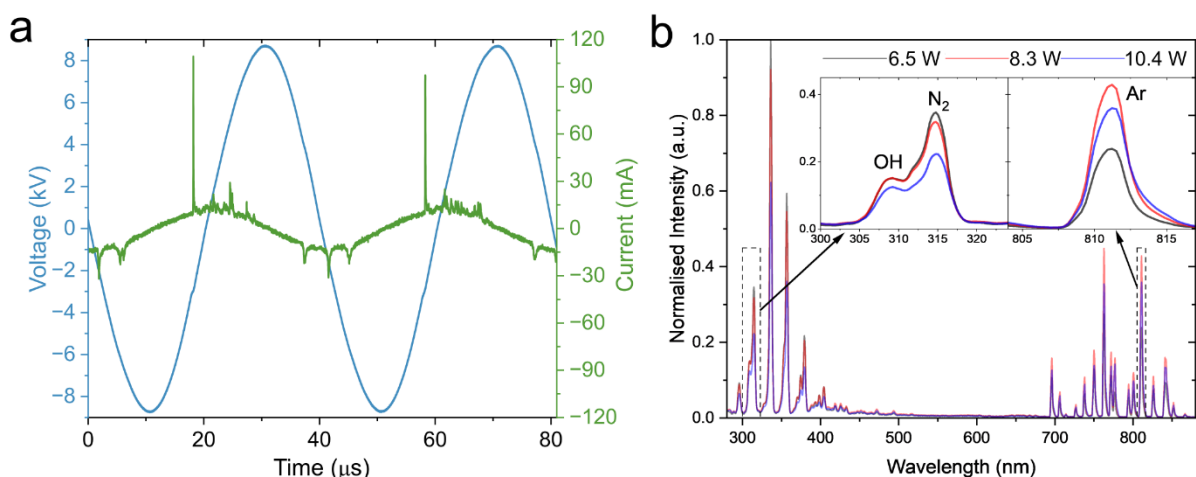 a
Voltage (kV)
8
6
4
2
0
−2
−4
−6
−8
0
20
40
60
80
Time (μs)
120
90
60
30
0
−30
−60
−90
−120
Current (mA)
b
Normalised Intensity (a.u.)
1.0
0.8
0.6
0.4
0.2
0.0
6.5 W 8.3 W 10.4 W
0.4
0.2
0.0
OH
N2
Ar
300 305 310 315 320 805 810 815
300 400 500 600 700 800
Wavelength (nm)